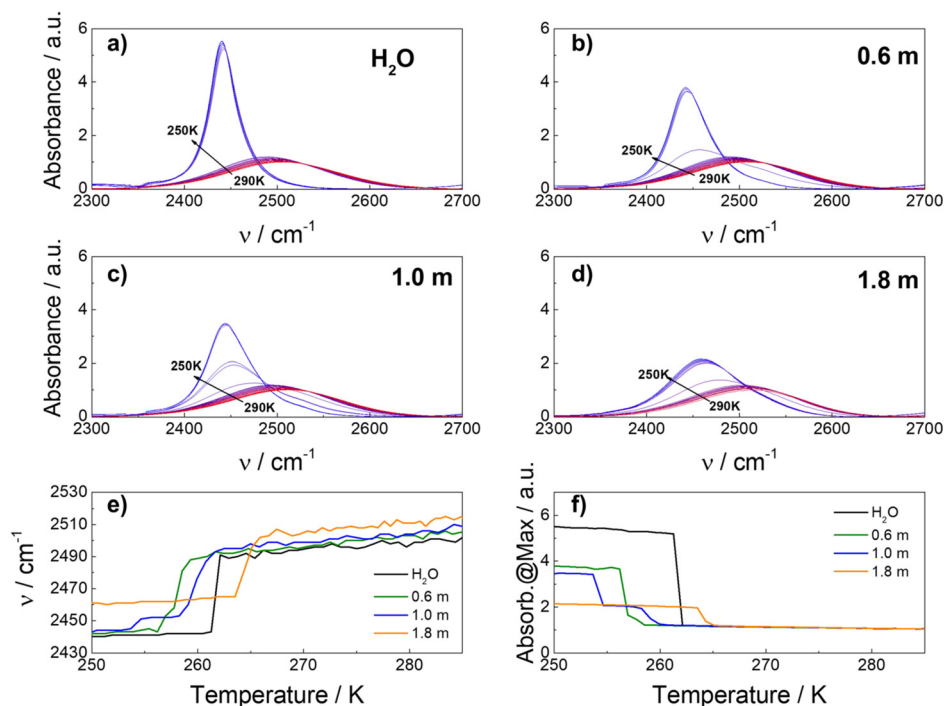 a)
H₂O
Absorbance / a.u.
6
4
2
0
250K
290K
2300 2400 2500 2600 2700
ν / cm⁻¹
b)
0.6 m
Absorbance / a.u.
6
4
2
0
250K
290K
2300 2400 2500 2600 2700
ν / cm⁻¹
c)
1.0 m
Absorbance / a.u.
6
4
2
0
250K
290K
2300 2400 2500 2600 2700
ν / cm⁻¹
d)
1.8 m
Absorbance / a.u.
6
4
2
0
250K
290K
2300 2400 2500 2600 2700
ν / cm⁻¹
e)
ν / cm⁻¹
2530
2510
2490
2470
2450
2430
H₂O
0.6 m
1.0 m
1.8 m
250 260 270 280
Temperature / K
f)
Absorb.@Max / a.u.
6
4
2
0
H₂O
0.6 m
1.0 m
1.8 m
250 260 270 280
Temperature / K